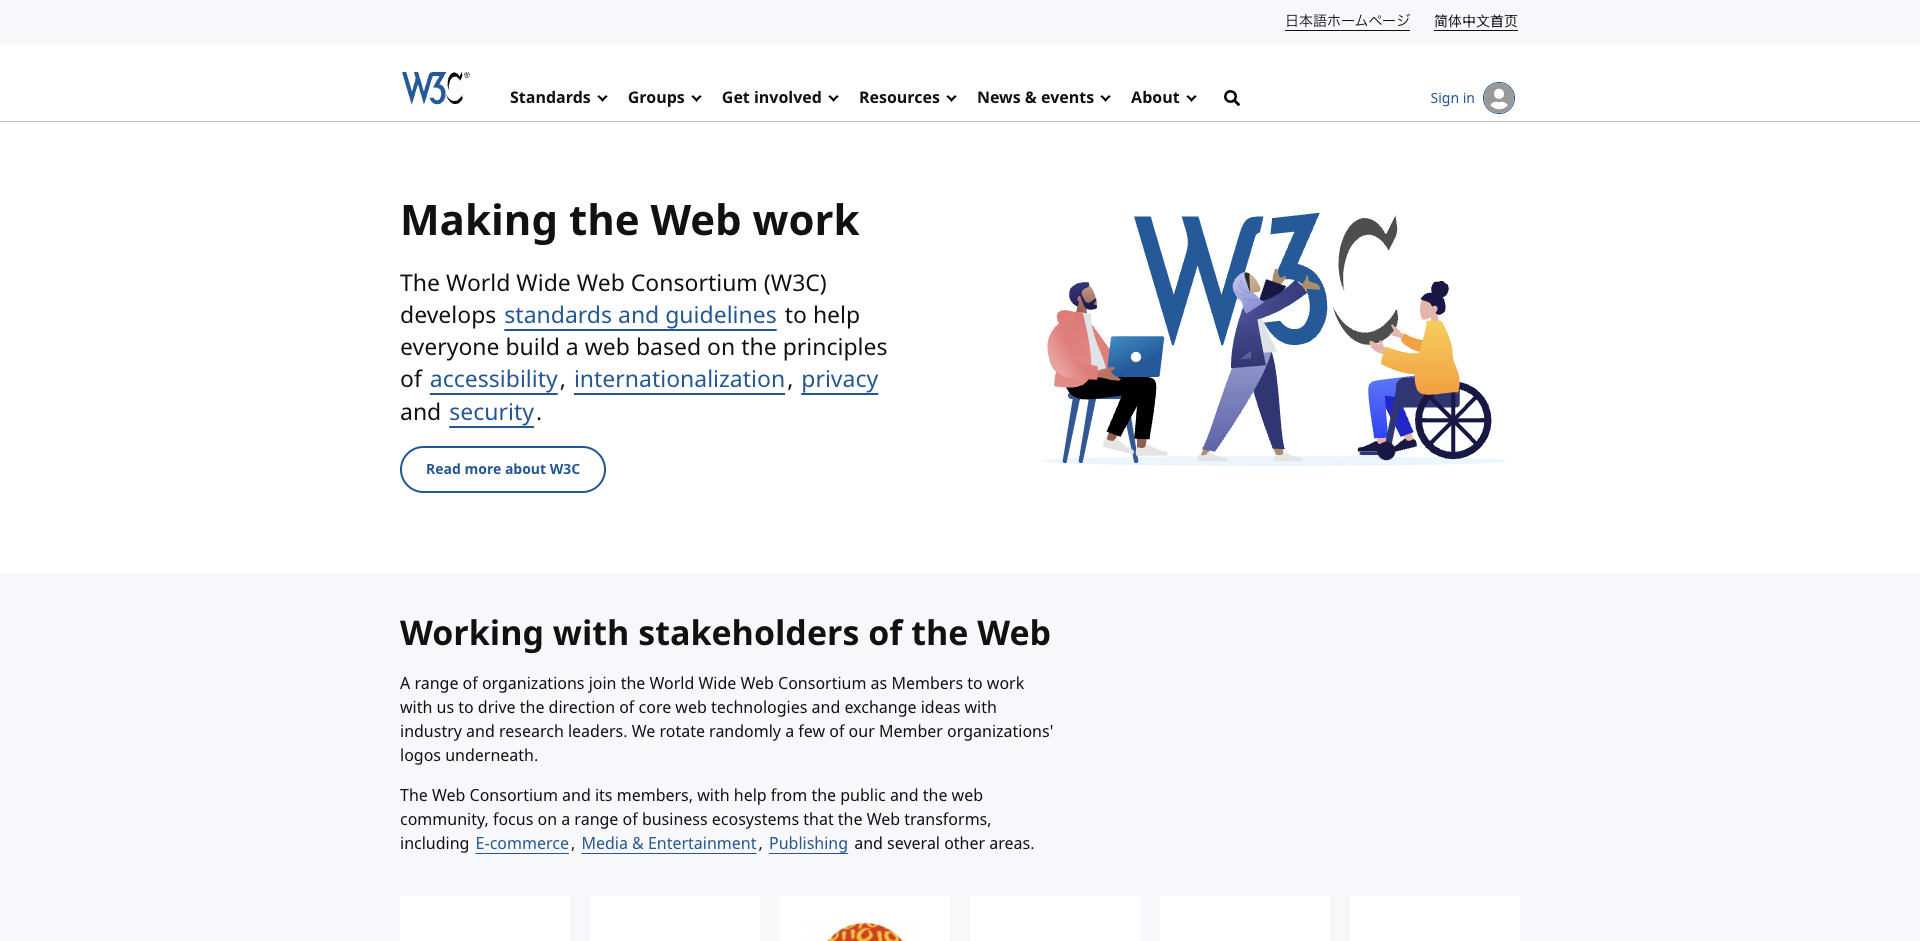 日本語ホームページ 简体中文首页
W3C® Standards Groups Get involved Resources News & events About Sign in
Making the Web work
The World Wide Web Consortium (W3C)
develops standards and guidelines to help
everyone build a web based on the principles
of accessibility, internationalization, privacy
and security.
Read more about W3C
W3C
Working with stakeholders of the Web
A range of organizations join the World Wide Web Consortium as Members to work
with us to drive the direction of core web technologies and exchange ideas with
industry and research leaders. We rotate randomly a few of our Member organizations'
logos underneath.
The Web Consortium and its members, with help from the public and the web
community, focus on a range of business ecosystems that the Web transforms,
including E-commerce, Media & Entertainment, Publishing and several other areas.